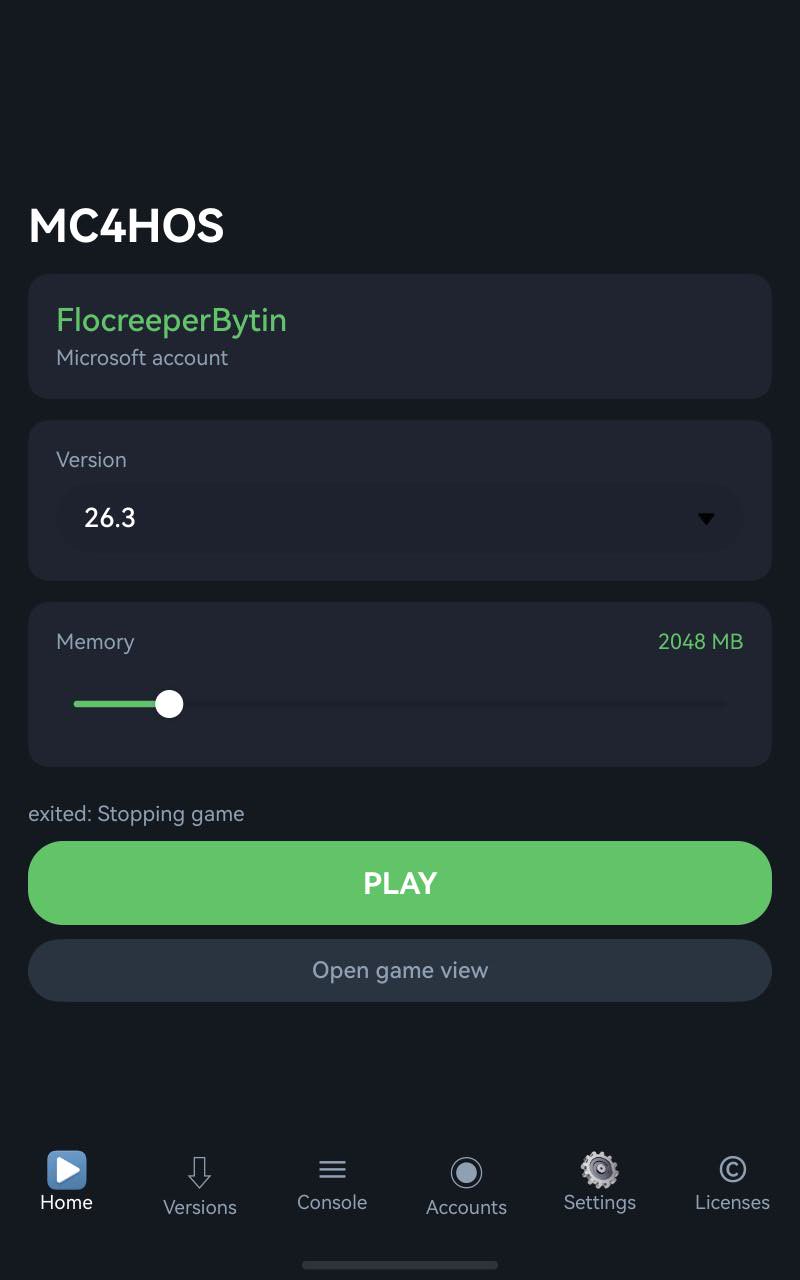 MC4HOS
FlocreeperBytin
Microsoft account
Version
26.3
Memory 2048 MB
exited: Stopping game
PLAY
Open game view
Home Versions Console Accounts Settings Licenses